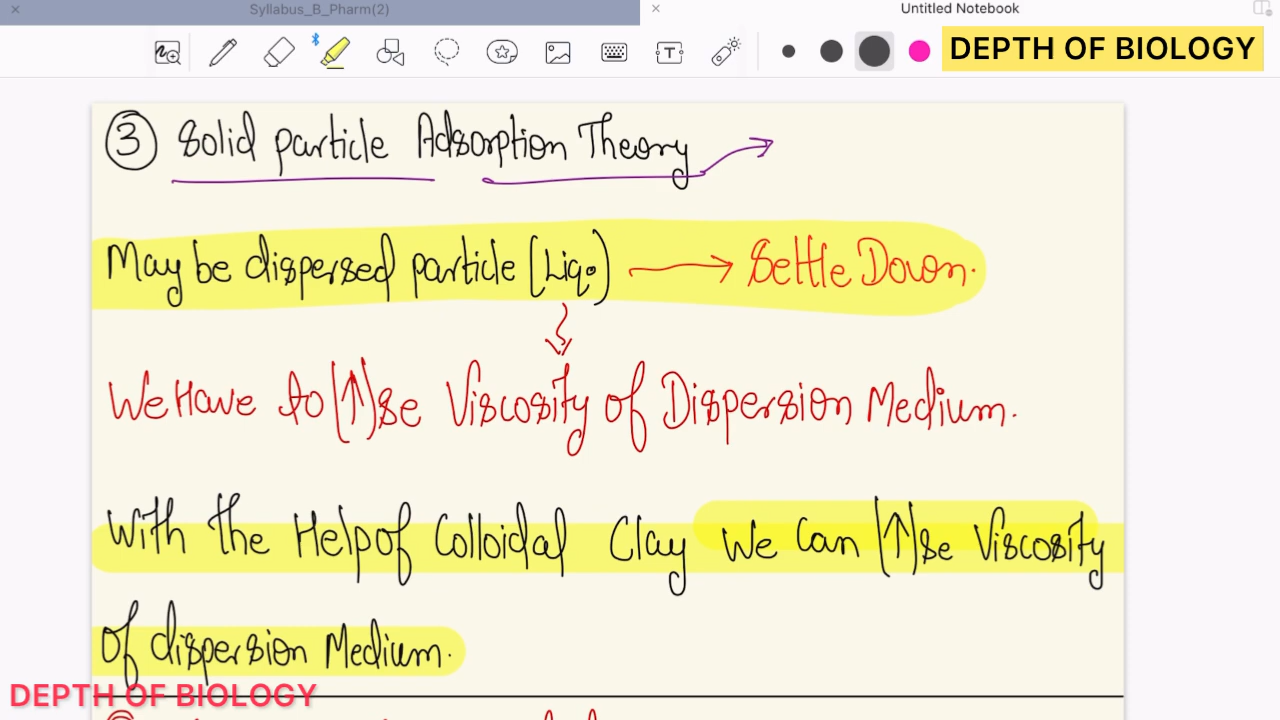 Syllabus_B_Pharm(2)
Untitled Notebook
DEPTH OF BIOLOGY
③ Solid particle Adsorption Theory
May be dispersed particle (Liq.) → Settle Down.
We Have to (↑)se Viscosity of Dispersion Medium.
With the Help of Colloidal Clay We Can (↑)se Viscosity
of dispersion Medium.
DEPTH OF BIOLOGY